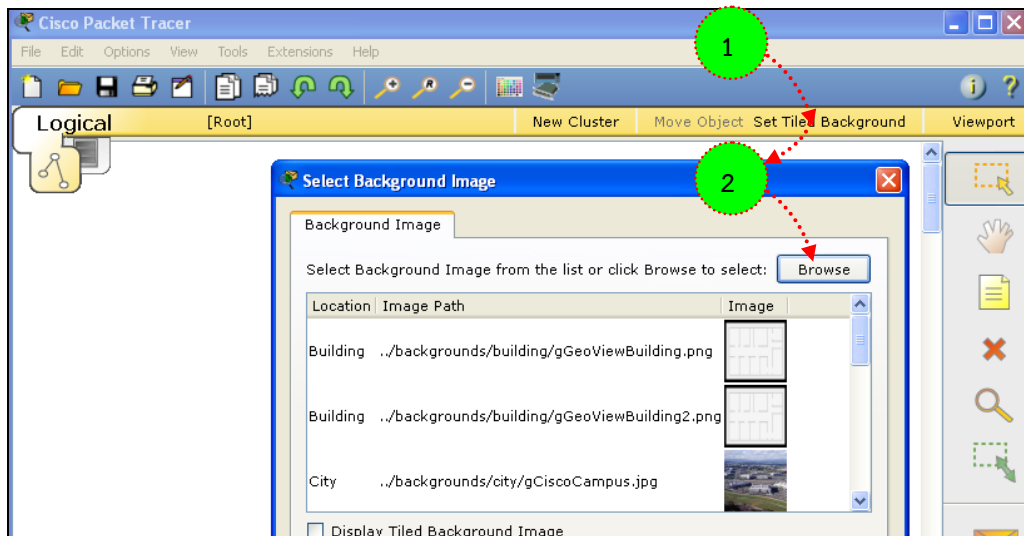 Cisco Packet Tracer
File Edit Options View Tools Extensions Help
1
R
i ?
Logical [Root] New Cluster Move Object Set Tiled Background Viewport
Select Background Image
2
Background Image
Select Background Image from the list or click Browse to select: Browse
Location Image Path Image
Building ../backgrounds/building/gGeoViewBuilding.png
Building ../backgrounds/building/gGeoViewBuilding2.png
City ../backgrounds/city/gCiscoCampus.jpg
Display Tiled Background Image